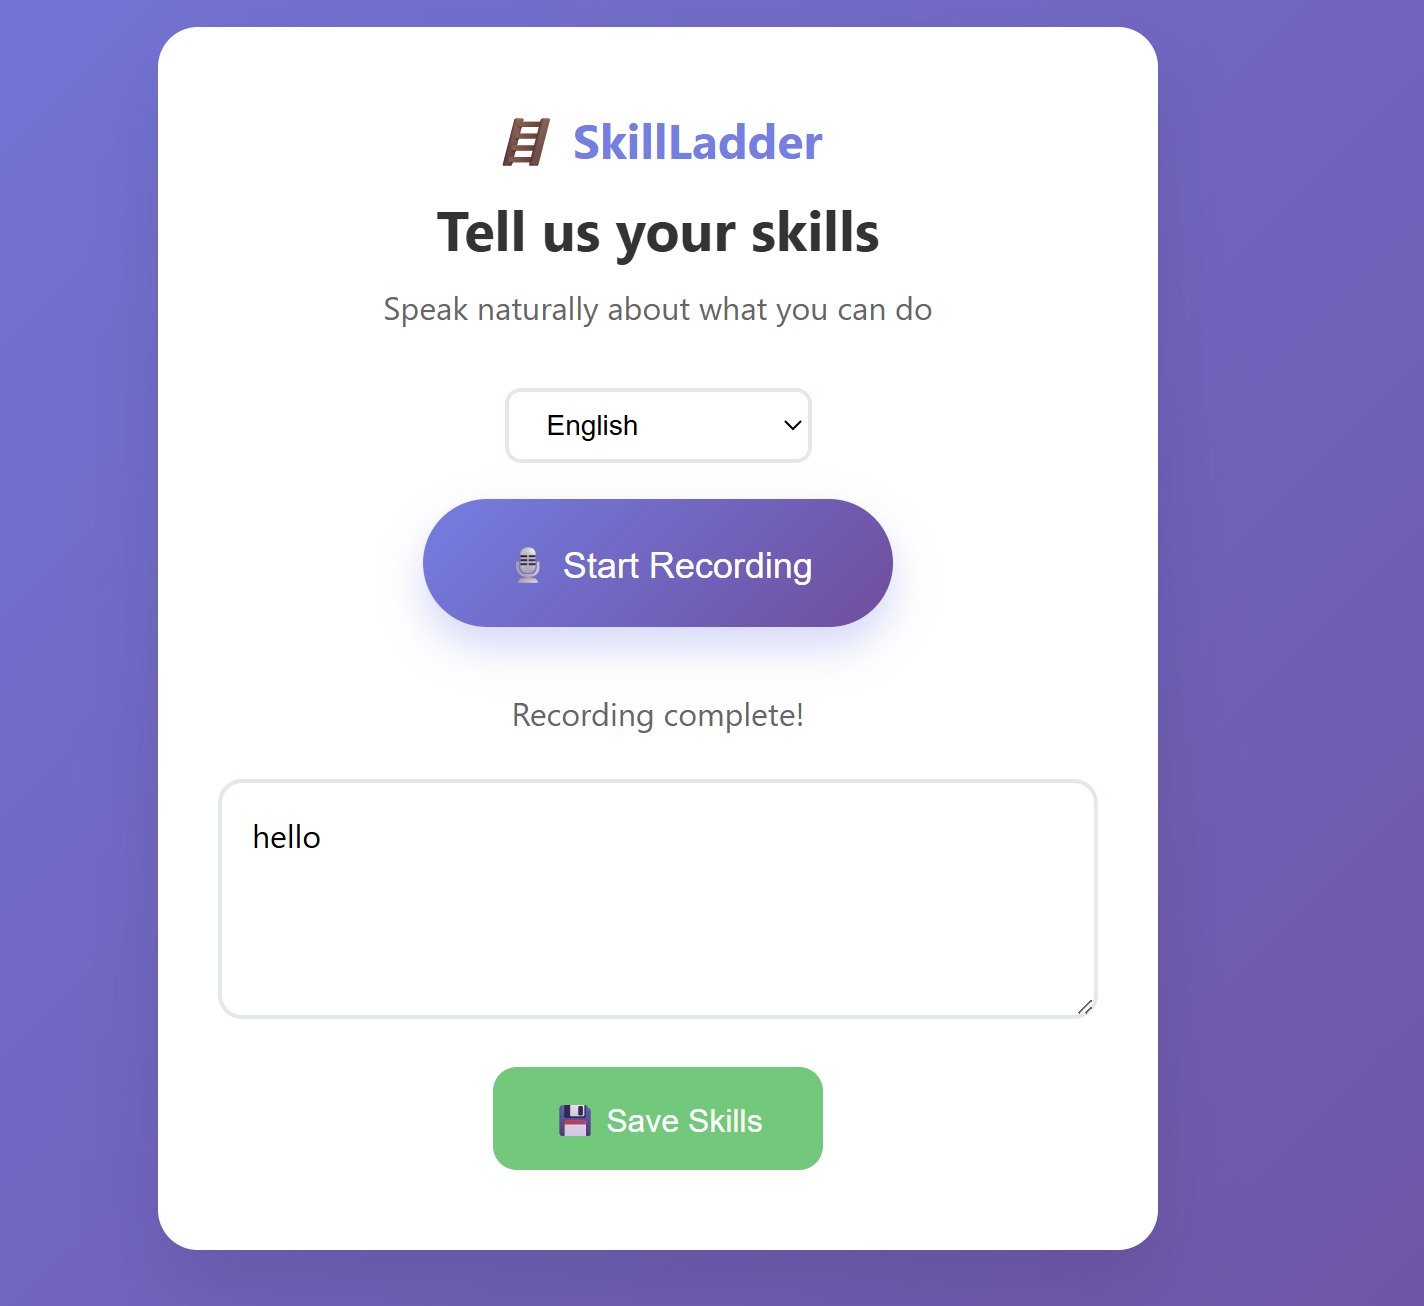 SkillLadder
Tell us your skills
Speak naturally about what you can do
English
Start Recording
Recording complete!
hello
Save Skills